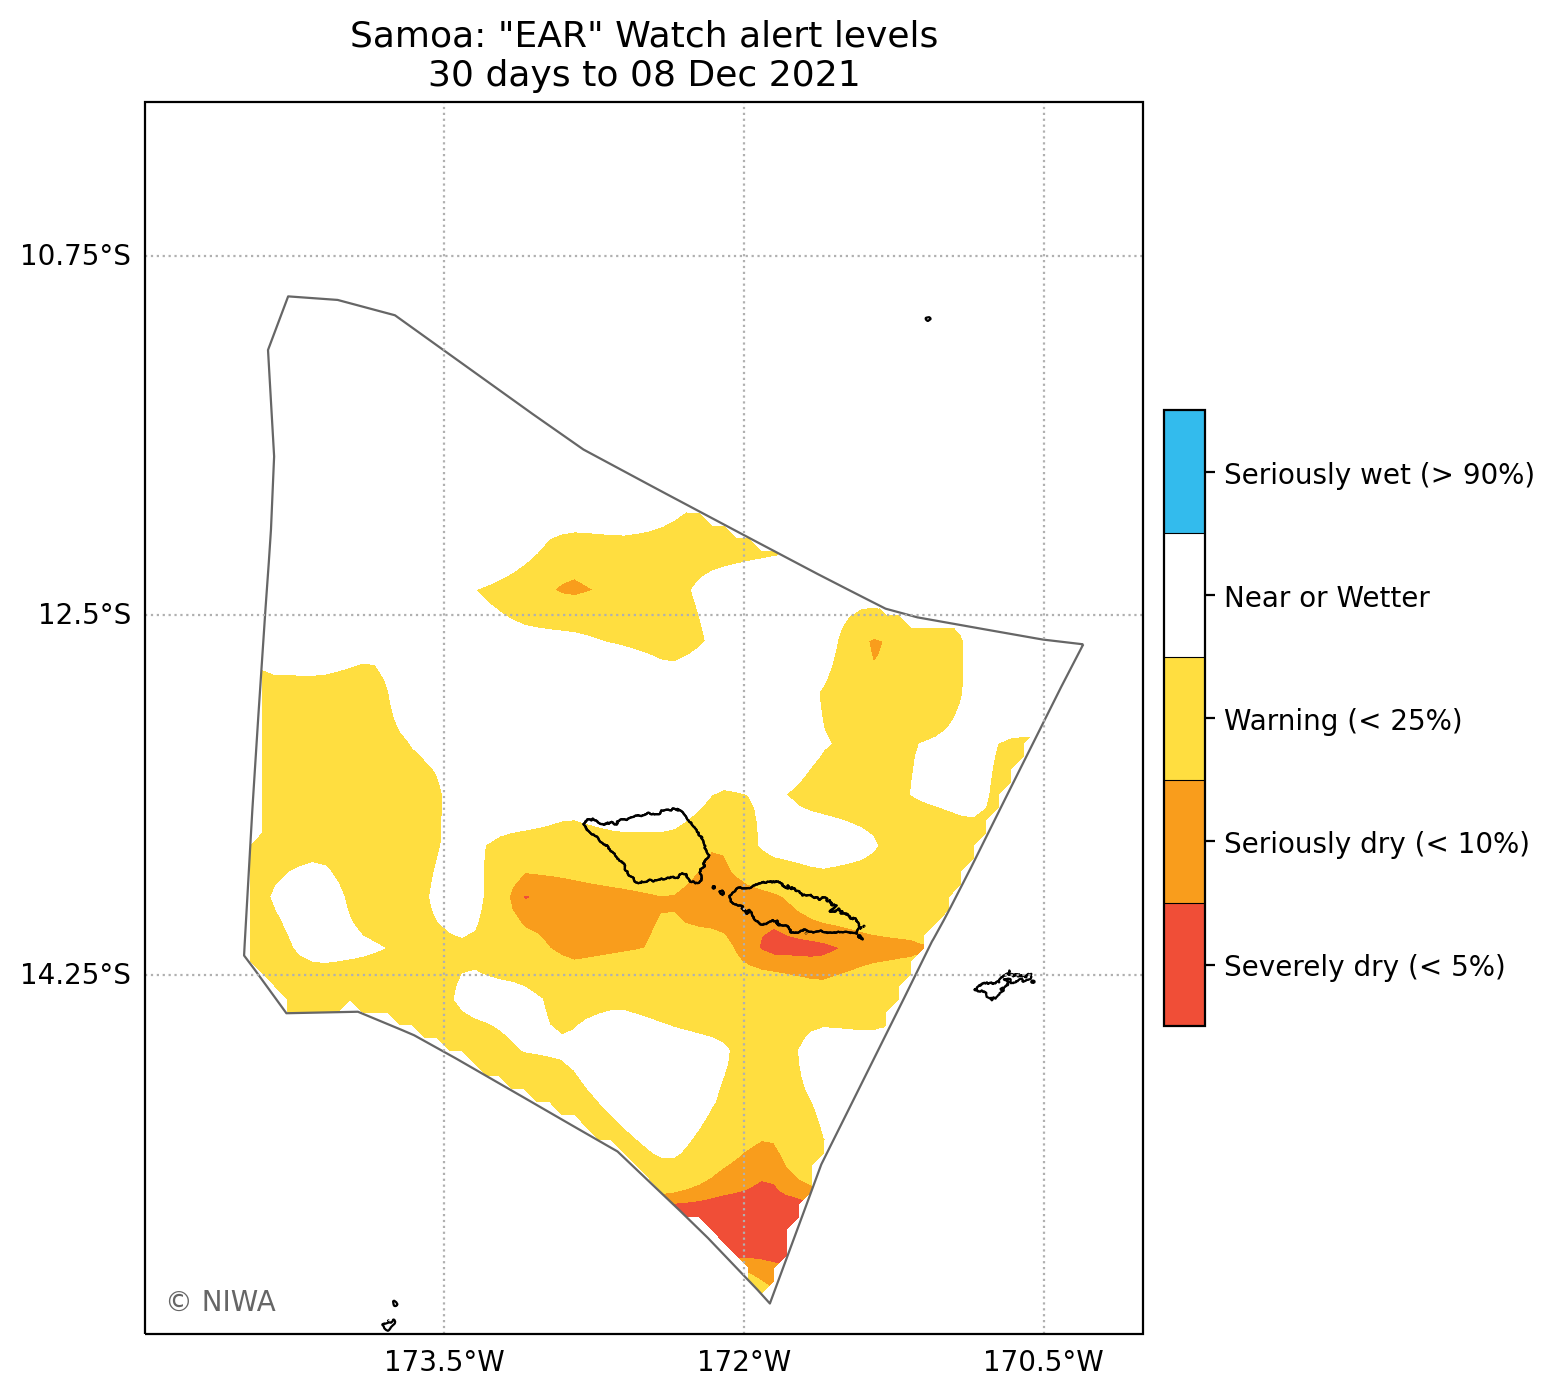 Samoa: "EAR" Watch alert levels
30 days to 08 Dec 2021
10.75°S
12.5°S
14.25°S
173.5°W
172°W
170.5°W
Seriously wet (> 90%)
Near or Wetter
Warning (< 25%)
Seriously dry (< 10%)
Severely dry (< 5%)
© NIWA